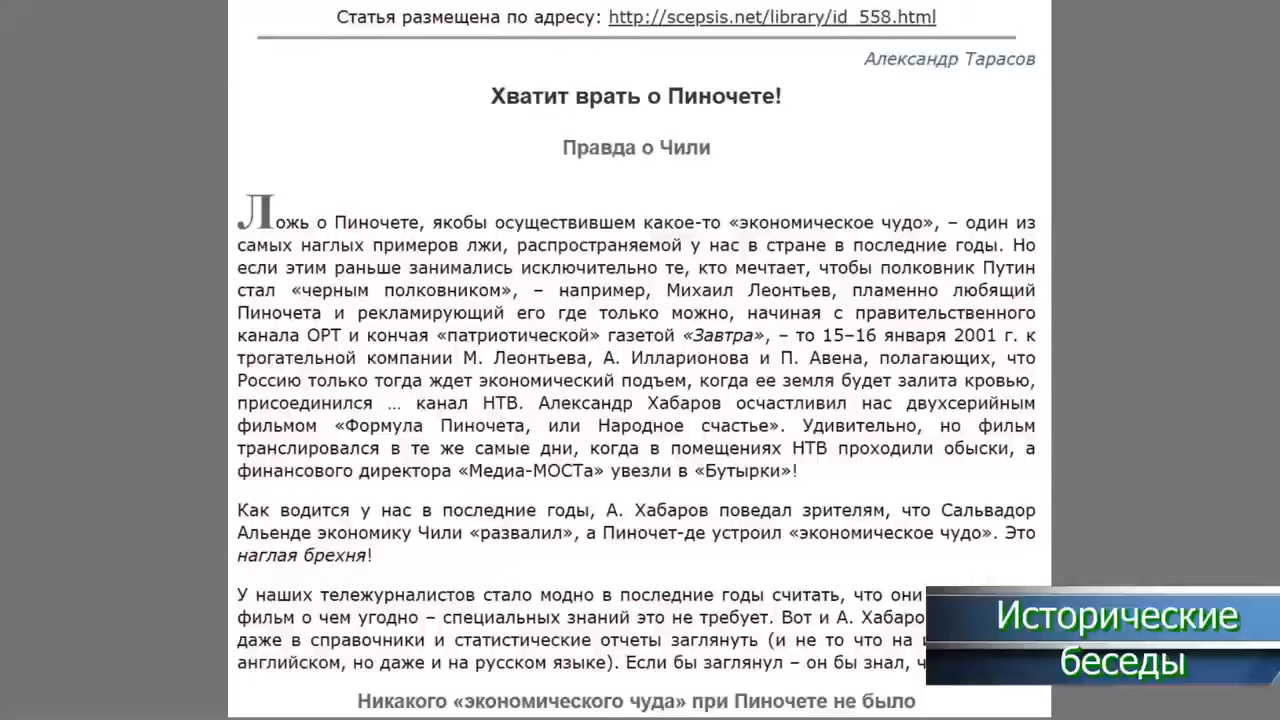 Статья размещена по адресу: http://scepsis.net/library/id_558.html
Александр Тарасов
Хватит врать о Пиночете!
Правда о Чили
Ложь о Пиночете, якобы осуществившем какое-то «экономическое чудо», – один из
самых наглых примеров лжи, распространяемой у нас в стране в последние годы. Но
если этим раньше занимались исключительно те, кто мечтает, чтобы полковник Путин
стал «черным полковником», – например, Михаил Леонтьев, пламенно любящий
Пиночета и рекламирующий его где только можно, начиная с правительственного
канала ОРТ и кончая «патриотической» газетой «Завтра», – то 15–16 января 2001 г. к
трогательной компании М. Леонтьева, А. Илларионова и П. Авена, полагающих, что
Россию только тогда ждет экономический подъем, когда ее земля будет залита кровью,
присоединился … канал НТВ. Александр Хабаров осчастливил нас двухсерийным
фильмом «Формула Пиночета, или Народное счастье». Удивительно, но фильм
транслировался в те же самые дни, когда в помещениях НТВ проходили обыски, а
финансового директора «Медиа-МОСТа» увезли в «Бутырки»!
Как водится у нас в последние годы, А. Хабаров поведал зрителям, что Сальвадор
Альенде экономику Чили «развалил», а Пиночет-де устроил «экономическое чудо». Это
наглая брехня!
У наших тележурналистов стало модно в последние годы считать, что они
фильм о чем угодно – специальных знаний это не требует. Вот и А. Хабаро
даже в справочники и статистические отчеты заглянуть (и не то что на
английском, но даже и на русском языке). Если бы заглянул – он бы знал, ч
Никакого «экономического чуда» при Пиночете не было
Исторические
беседы